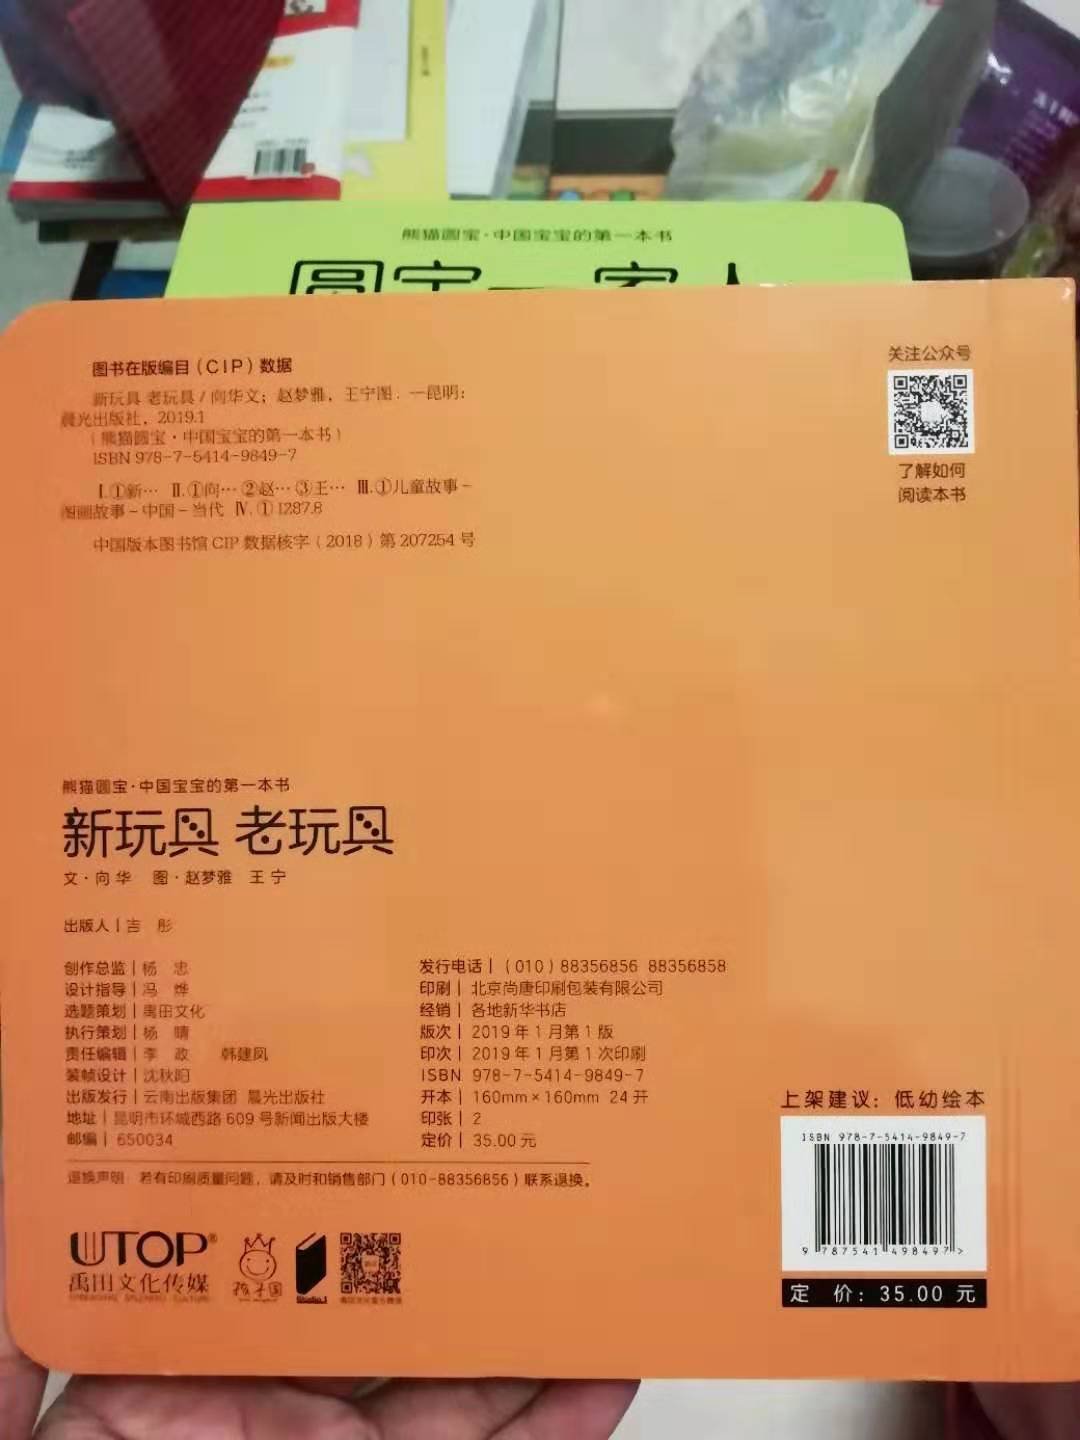 熊猫圆宝·中国宝宝的第一本书
圆宝一家人
图书在版编目（CIP）数据
新玩具 老玩具 / 向华文；赵梦雅，王宁图. —昆明：
晨光出版社，2019.1
（熊猫圆宝·中国宝宝的第一本书）
ISBN 978-7-5414-9849-7
Ⅰ.①新… Ⅱ.①向… ②赵… ③王… Ⅲ.①儿童故事－
图画故事－中国－当代 Ⅳ.①I287.8
中国版本图书馆 CIP 数据核字（2018）第 207254 号
关注公众号
了解如何
阅读本书
熊猫圆宝·中国宝宝的第一本书
新玩具 老玩具
文·向华 图·赵梦雅 王宁
出版人｜吉 彤
创作总监｜杨 忠
设计指导｜冯 烨
选题策划｜禹田文化
执行策划｜杨 晴
责任编辑｜李 政 韩建凤
装帧设计｜沈秋阳
出版发行｜云南出版集团 晨光出版社
地址｜昆明市环城西路 609 号新闻出版大楼
邮编｜650034
发行电话｜（010）88356856 88356858
印刷｜北京尚唐印刷包装有限公司
经销｜各地新华书店
版次｜2019 年 1 月第 1 版
印次｜2019 年 1 月第 1 次印刷
ISBN 978-7-5414-9849-7
开本｜160mm×160mm 24 开
印张｜2
定价｜35.00 元
退换声明：若有印刷质量问题，请及时和销售部门（010-88356856）联系退换。
UTOP®
禹田文化传媒
孩子国
Studio.1
上架建议：低幼绘本
ISBN 978-7-5414-9849-7
9 787541 498497 >
定 价：35.00 元